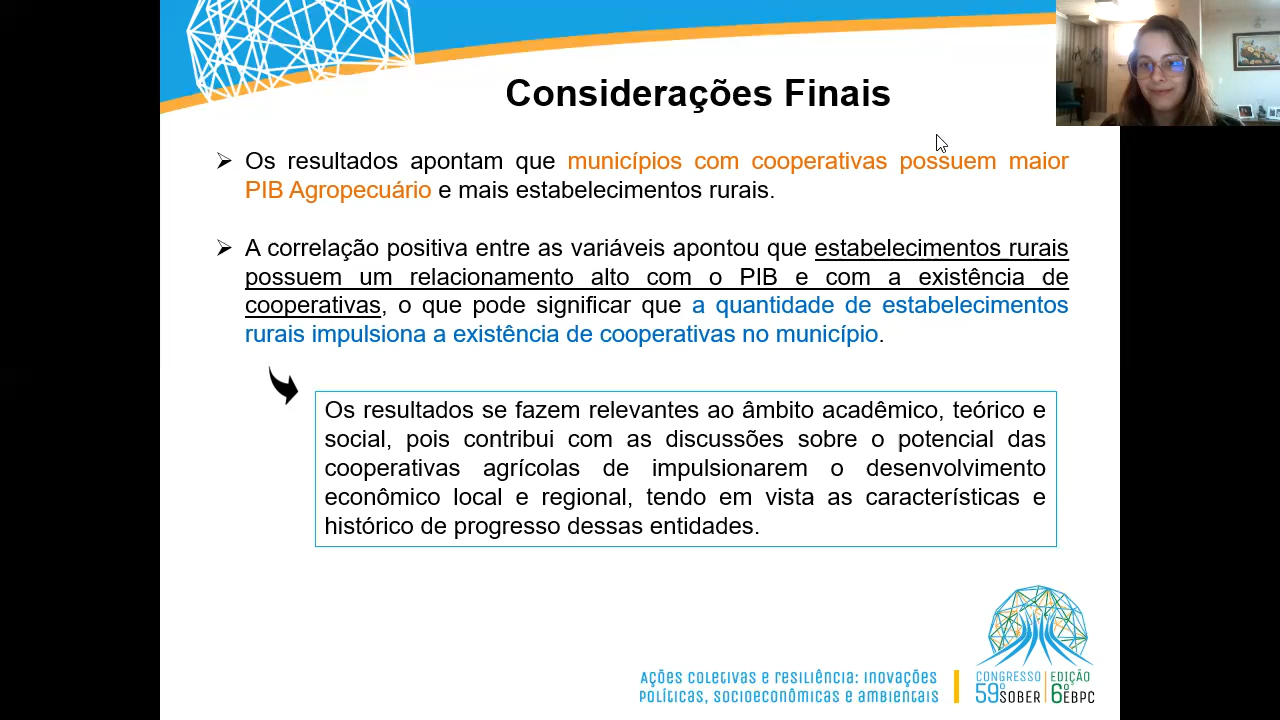 Considerações Finais
Os resultados apontam que municípios com cooperativas possuem maior
PIB Agropecuário e mais estabelecimentos rurais.
A correlação positiva entre as variáveis apontou que estabelecimentos rurais
possuem um relacionamento alto com o PIB e com a existência de
cooperativas, o que pode significar que a quantidade de estabelecimentos
rurais impulsiona a existência de cooperativas no município.
Os resultados se fazem relevantes ao âmbito acadêmico, teórico e
social, pois contribui com as discussões sobre o potencial das
cooperativas agrícolas de impulsionarem o desenvolvimento
econômico local e regional, tendo em vista as características e
histórico de progresso dessas entidades.
Ações coletivas e resiliência: inovações
políticas, socioeconômicas e ambientais
CONGRESSO
59º SOBER
EDIÇÃO
6º EBPC